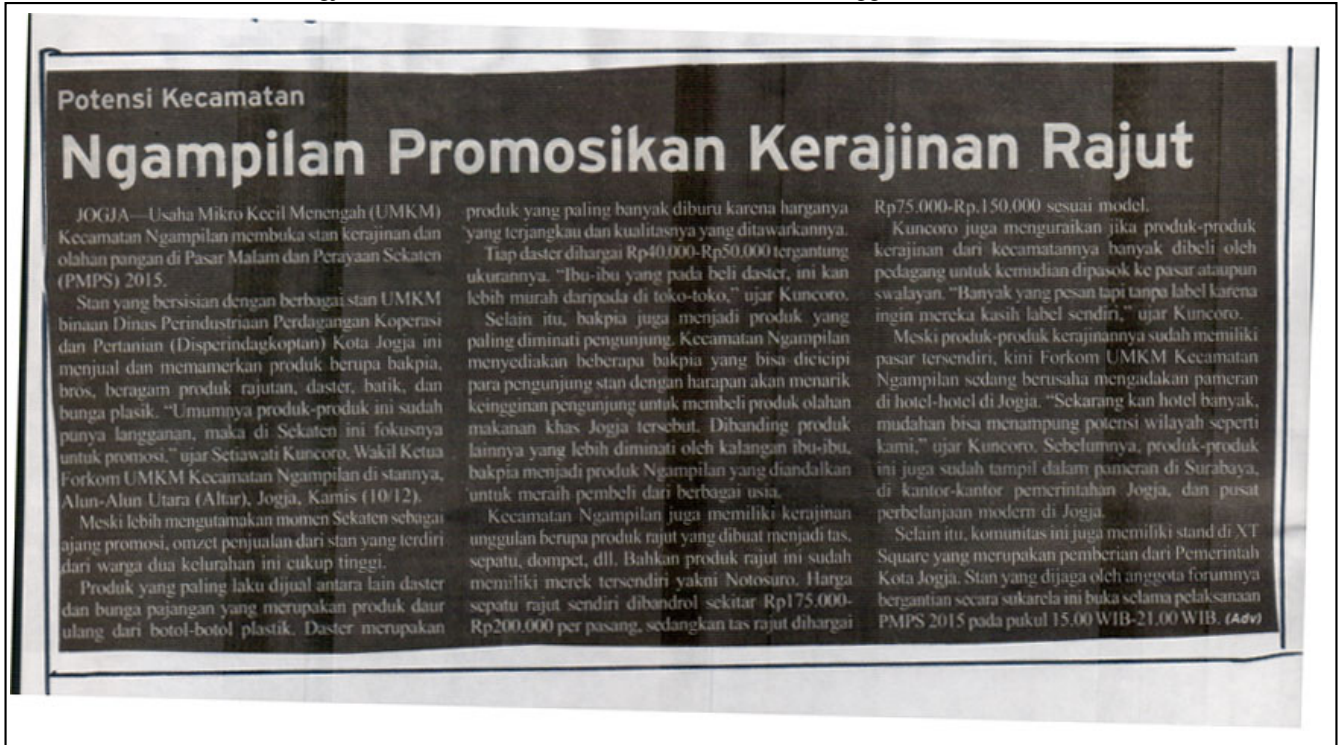 Potensi Kecamatan
Ngampilan Promosikan Kerajinan Rajut
JOGJA—Usaha Mikro Kecil Menengah (UMKM)
Kecamatan Ngampilan membuka stan kerajinan dan
olahan pangan di Pasar Malam dan Perayaan Sekaten
(PMPS) 2015.
Stan yang bersisian dengan berbagai stan UMKM
binaan Dinas Perindustriaan Perdagangan Koperasi
dan Pertanian (Disperindagkoptan) Kota Jogja ini
menjual dan memamerkan produk berupa bakpia,
bros, beragam produk rajutan, daster, batik, dan
bunga plasik. “Umumnya produk-produk ini sudah
punya langganan, maka di Sekaten ini fokusnya
untuk promosi,” ujar Setiawati Kuncoro, Wakil Ketua
Forkom UMKM Kecamatan Ngampilan di stannya,
Alun-Alun Utara (Altar), Jogja, Kamis (10/12).
Meski lebih mengutamakan momen Sekaten sebagai
ajang promosi, omzet penjualan dari stan yang terdiri
dari warga dua kelurahan ini cukup tinggi.
Produk yang paling laku dijual antara lain daster
dan bunga pajangan yang merupakan produk daur
ulang dari botol-botol plastik. Daster merupakan
produk yang paling banyak diburu karena harganya
yang terjangkau dan kualitasnya yang ditawarkannya.
Tiap daster dihargai Rp40.000-Rp50.000 tergantung
ukurannya. “Ibu-ibu yang pada beli daster, ini kan
lebih murah daripada di toko-toko,” ujar Kuncoro.
Selain itu, bakpia juga menjadi produk yang
paling diminati pengunjung. Kecamatan Ngampilan
menyediakan beberapa bakpia yang bisa dicicipi
para pengunjung stan dengan harapan akan menarik
keingginan pengunjung untuk membeli produk olahan
makanan khas Jogja tersebut. Dibanding produk
lainnya yang lebih diminati oleh kalangan ibu-ibu,
bakpia menjadi produk Ngampilan yang diandalkan
untuk meraih pembeli dari berbagai usia.
Kecamatan Ngampilan juga memiliki kerajinan
unggulan berupa produk rajut yang dibuat menjadi tas,
sepatu, dompet, dll. Bahkan produk rajut ini sudah
memiliki merek tersendiri yakni Notosuro. Harga
sepatu rajut sendiri dibandrol sekitar Rp175.000-
Rp200.000 per pasang, sedangkan tas rajut dihargai
Rp75.000-Rp.150.000 sesuai model.
Kuncoro juga menguraikan jika produk-produk
kerajinan dari kecamatannya banyak dibeli oleh
pedagang untuk kemudian dipasok ke pasar ataupun
swalayan. “Banyak yang pesan tapi tanpa label karena
ingin mereka kasih label sendiri,” ujar Kuncoro.
Meski produk-produk kerajinannya sudah memiliki
pasar tersendiri, kini Forkom UMKM Kecamatan
Ngampilan sedang berusaha mengadakan pameran
di hotel-hotel di Jogja. “Sekarang kan hotel banyak,
mudahan bisa menampung potensi wilayah seperti
kami,” ujar Kuncoro. Sebelumnya, produk-produk
ini juga sudah tampil dalam pameran di Surabaya,
di kantor-kantor pemerintahan Jogja, dan pusat
perbelanjaan modern di Jogja.
Selain itu, komunitas ini juga memiliki stand di XT
Square yang merupakan pemberian dari Pemerintah
Kota Jogja. Stan yang dijaga oleh anggota forumnya
bergantian secara sukarela ini buka selama pelaksanaan
PMPS 2015 pada pukul 15.00 WIB-21.00 WIB. (Adv)